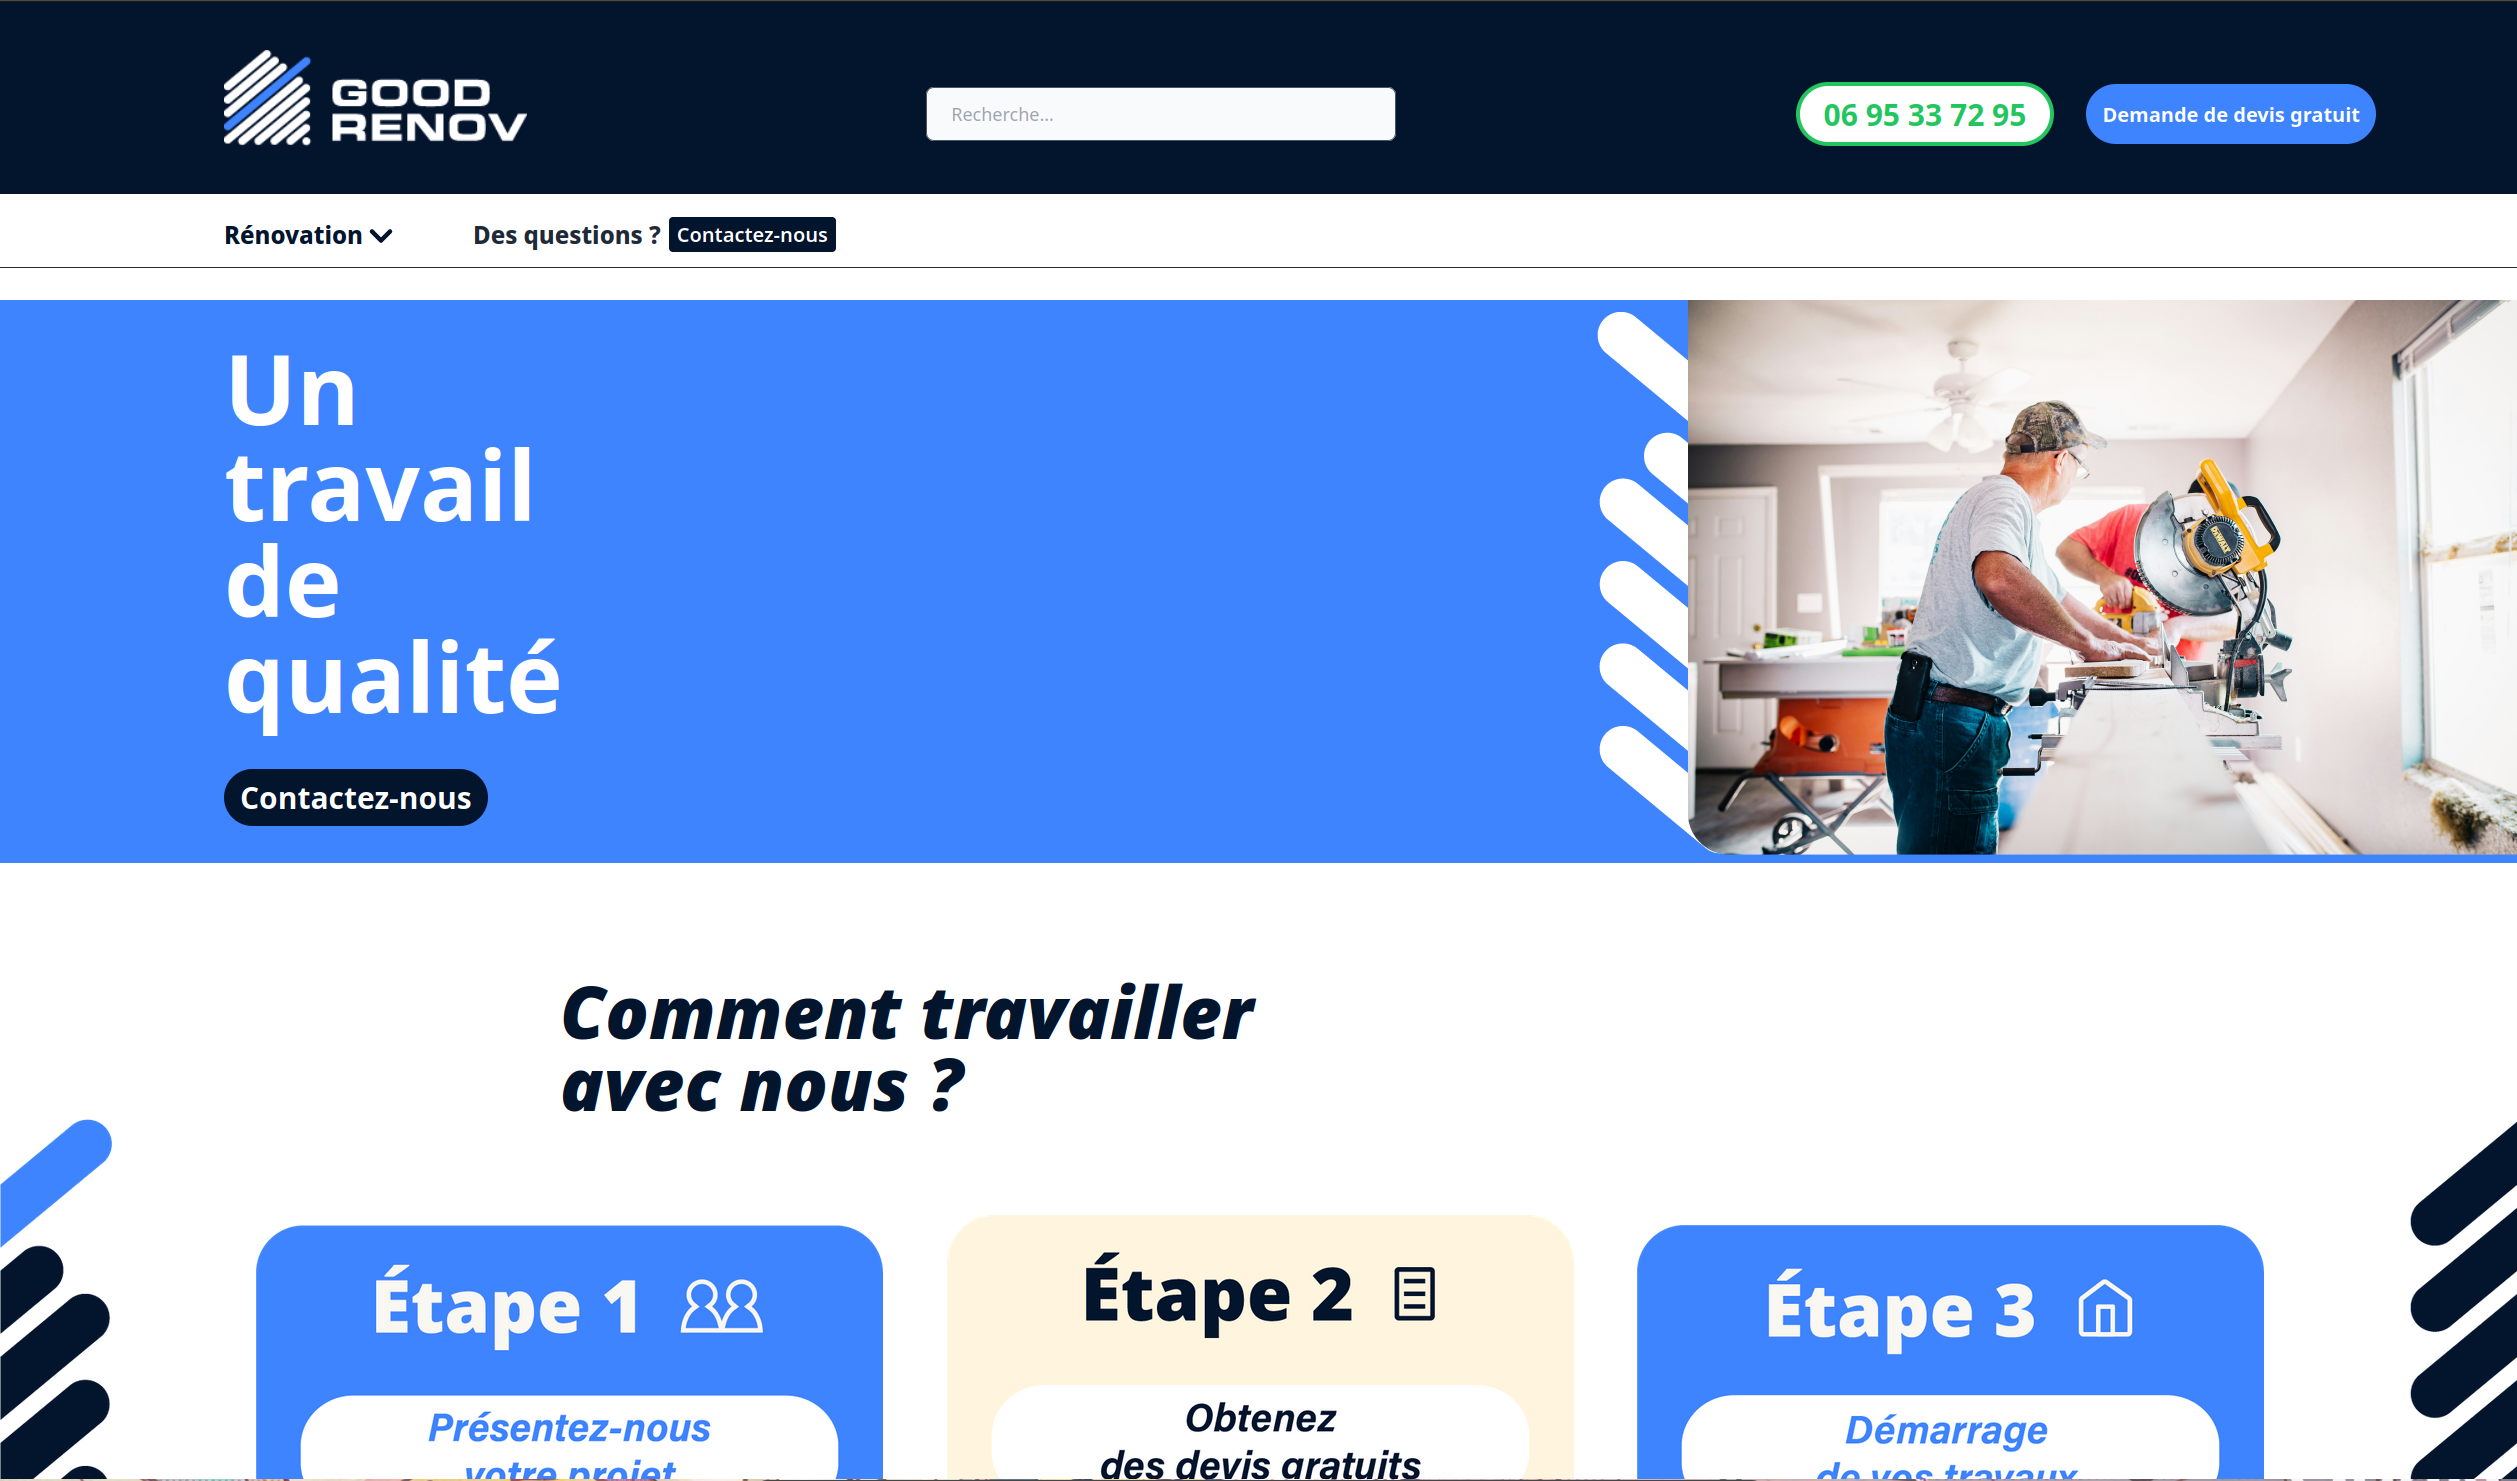 GOOD
RENOV
Recherche...
06 95 33 72 95
Demande de devis gratuit
Rénovation
Des questions ? Contactez-nous
Un
travail
de
qualité
Contactez-nous
DEWALT
Comment travailler
avec nous ?
Étape 1
Étape 2
Étape 3
Présentez-nous
votre projet
Obtenez
des devis gratuits
Démarrage
de vos travaux